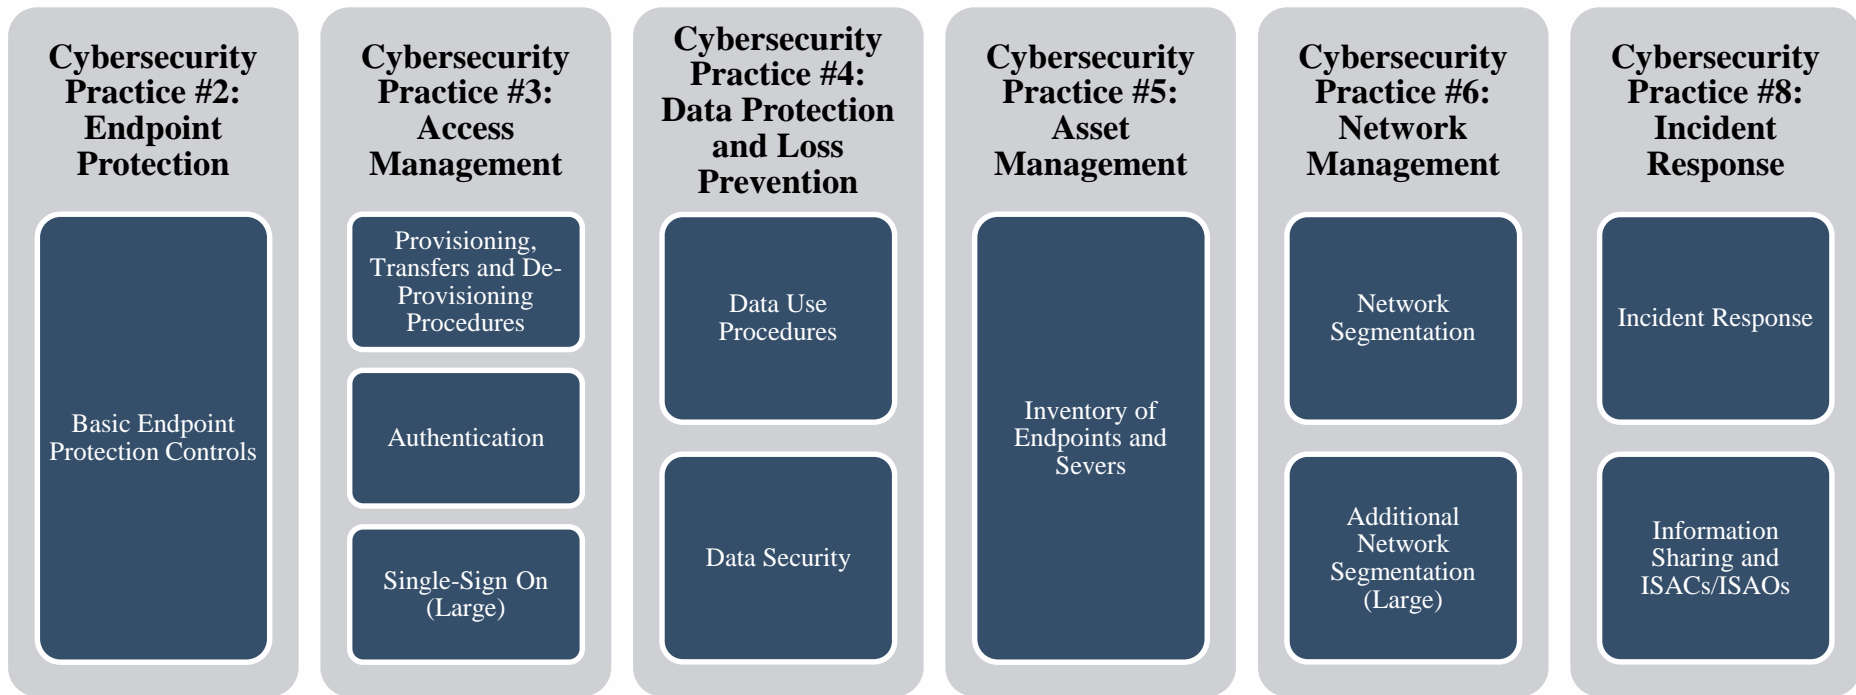 Cybersecurity
Practice #2:
Endpoint
Protection
Basic Endpoint
Protection Controls
Cybersecurity
Practice #3:
Access
Management
Provisioning,
Transfers and De-
Provisioning
Procedures
Authentication
Single-Sign On
(Large)
Cybersecurity
Practice #4:
Data Protection
and Loss
Prevention
Data Use
Procedures
Data Security
Cybersecurity
Practice #5:
Asset
Management
Inventory of
Endpoints and
Severs
Cybersecurity
Practice #6:
Network
Management
Network
Segmentation
Additional
Network
Segmentation
(Large)
Cybersecurity
Practice #8:
Incident
Response
Incident Response
Information
Sharing and
ISACs/ISAOs